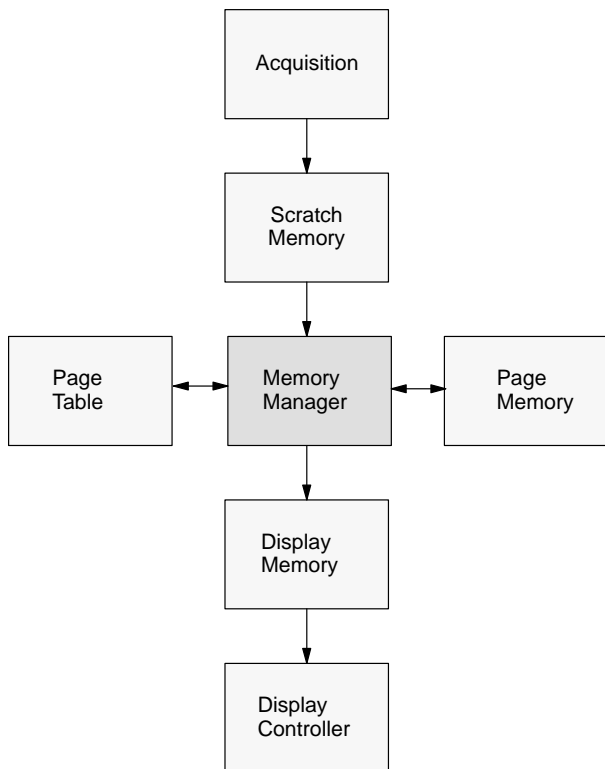 Acquisition
Scratch
Memory
Page
Table
Memory
Manager
Page
Memory
Display
Memory
Display
Controller